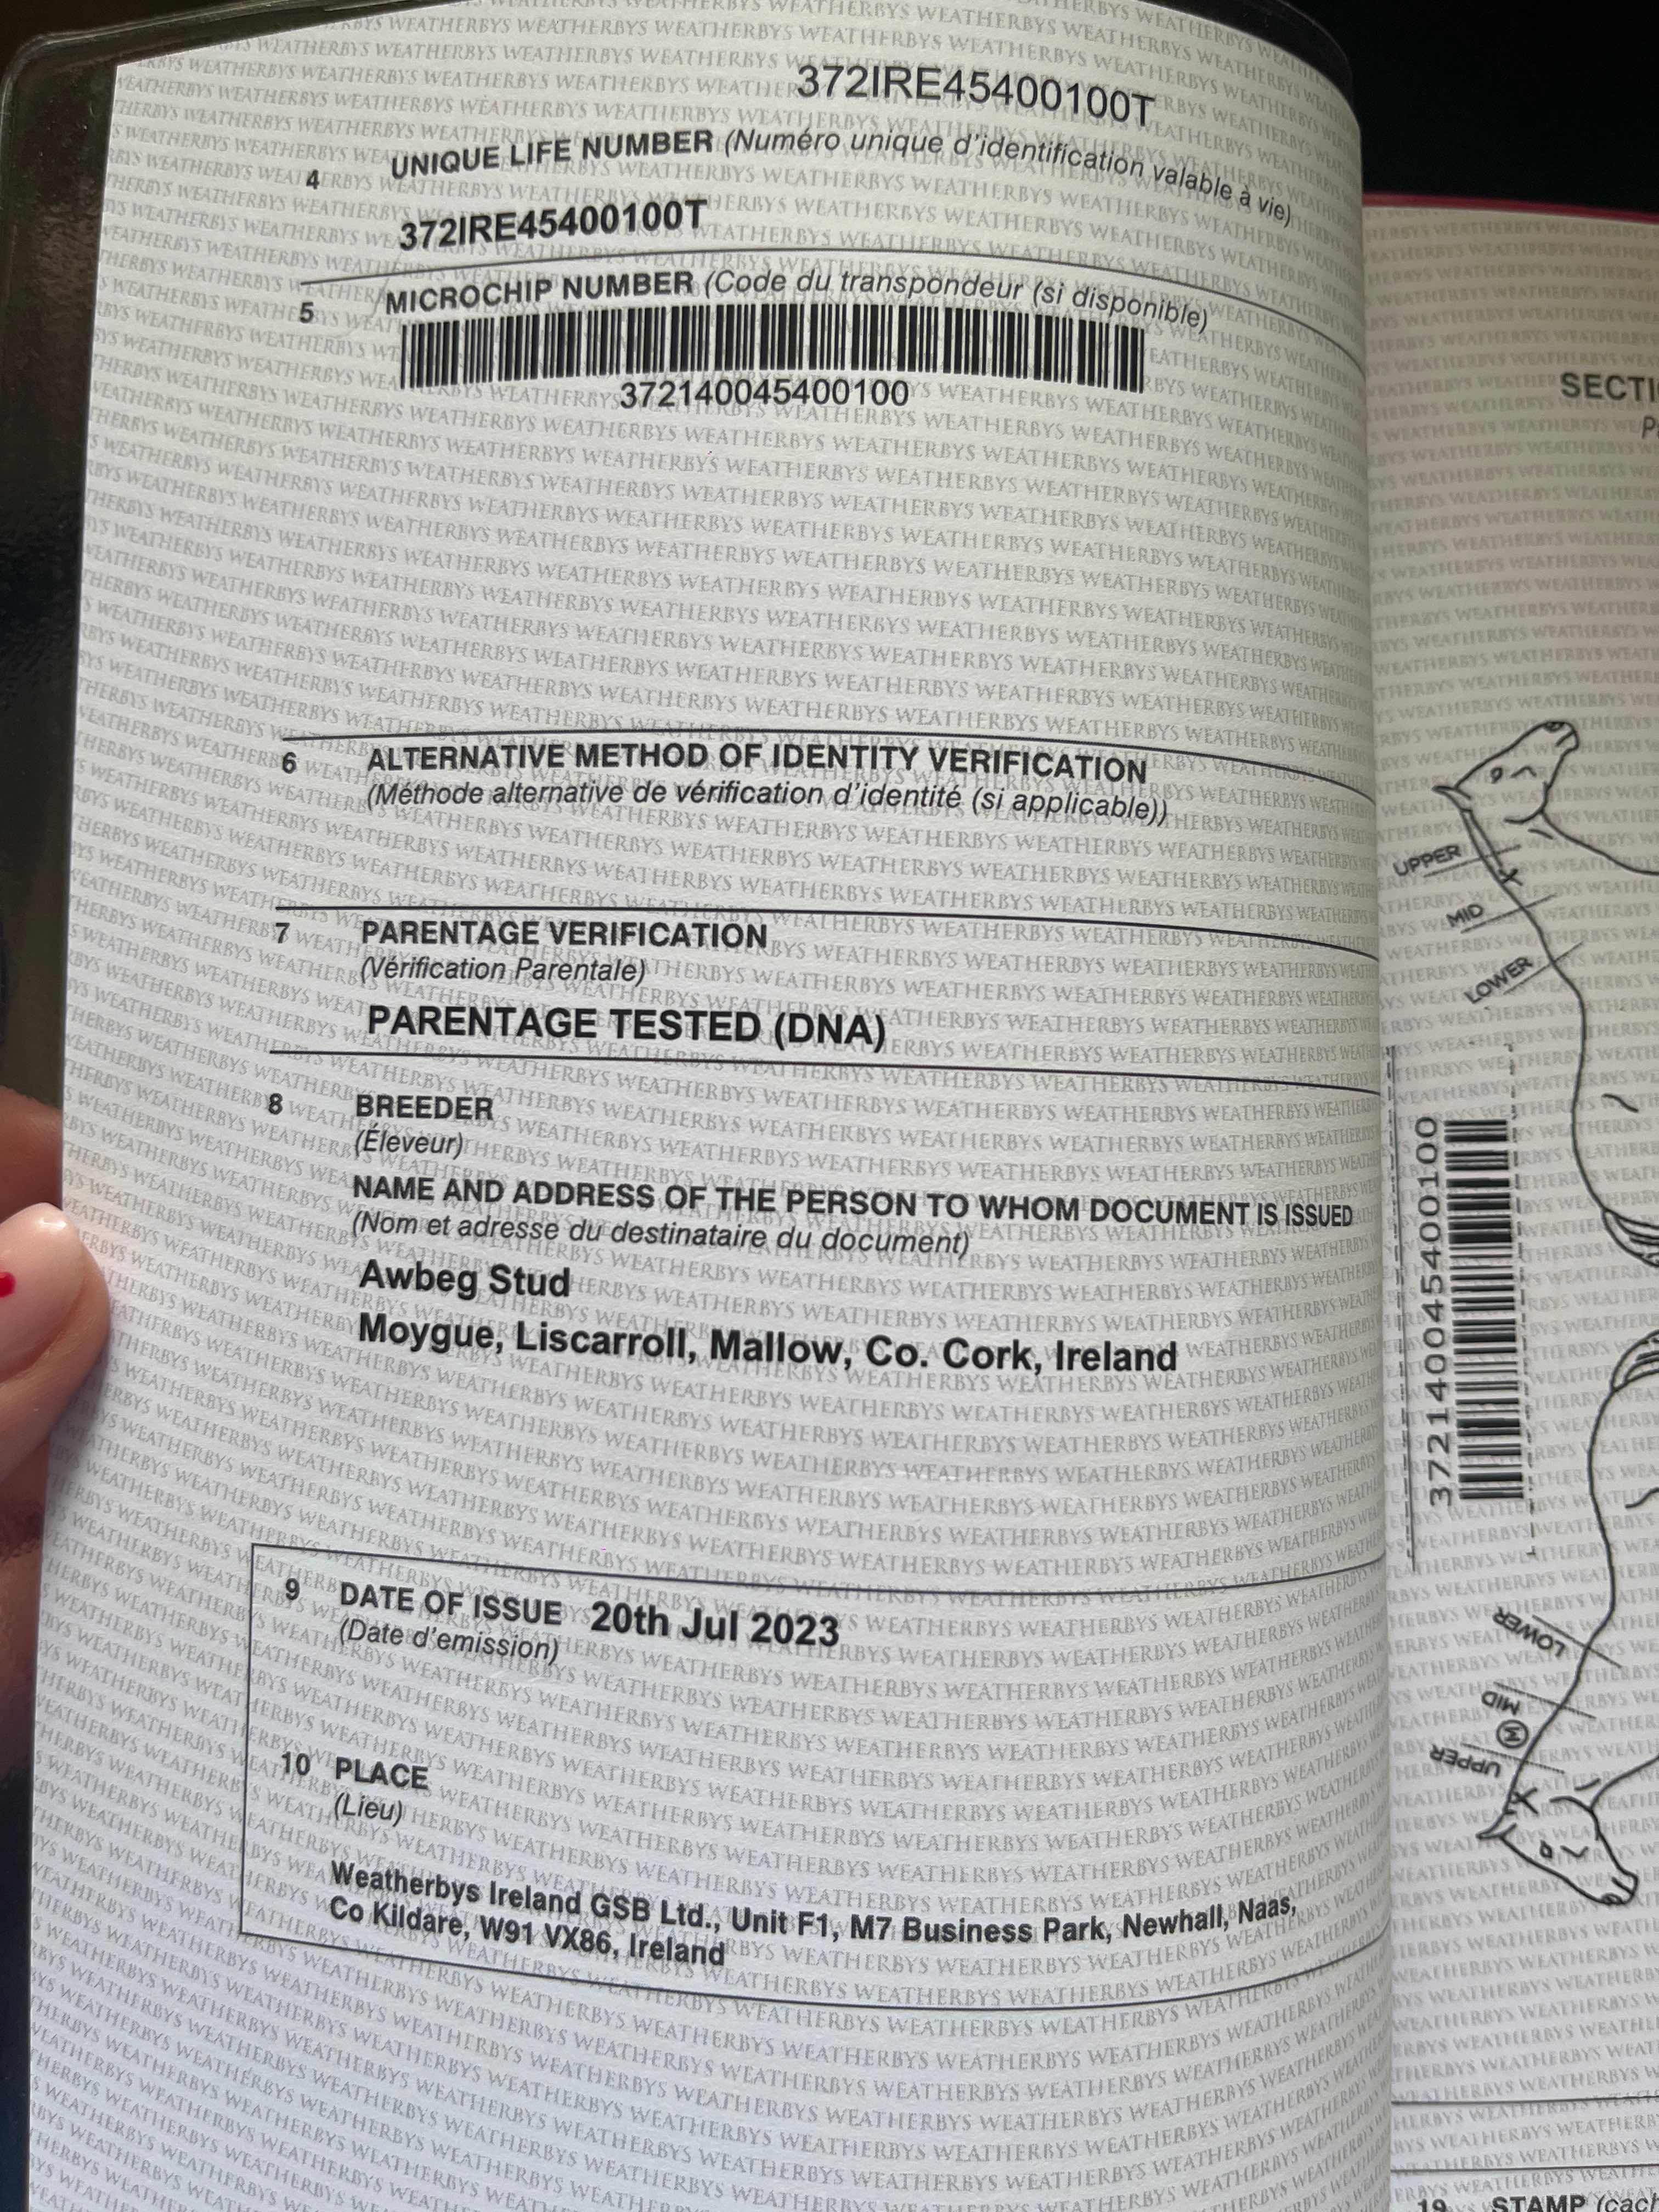 372IRE45400100T
4 UNIQUE LIFE NUMBER (Numéro unique d'identification valable à vie)
372IRE45400100T
5 MICROCHIP NUMBER (Code du transpondeur (si disponible)
372140045400100
6 ALTERNATIVE METHOD OF IDENTITY VERIFICATION
(Méthode alternative de vérification d'identité (si applicable))
7 PARENTAGE VERIFICATION
(Vérification Parentale)
PARENTAGE TESTED (DNA)
8 BREEDER
(Éleveur)
NAME AND ADDRESS OF THE PERSON TO WHOM DOCUMENT IS ISSUED
(Nom et adresse du destinataire du document)
Awbeg Stud
Moygue, Liscarroll, Mallow, Co. Cork, Ireland
9 DATE OF ISSUE 20th Jul 2023
(Date d'emission)
10 PLACE
(Lieu)
Weatherbys Ireland GSB Ltd., Unit F1, M7 Business Park, Newhall, Naas,
Co Kildare, W91 VX86, Ireland
UPPER
MID
LOWER
372140045400100
LOWER
MID
UPPER
19 STAMP